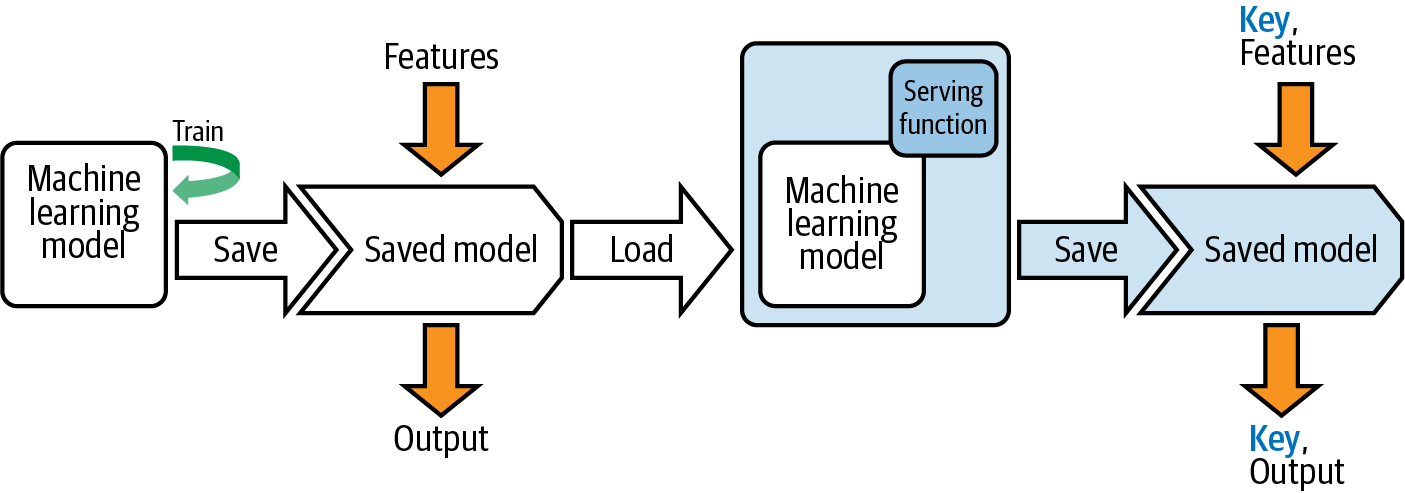 Machine
learning
model
Train
Save
Features
Saved model
Output
Load
Serving
function
Machine
learning
model
Save
Key,
Features
Saved model
Key,
Output